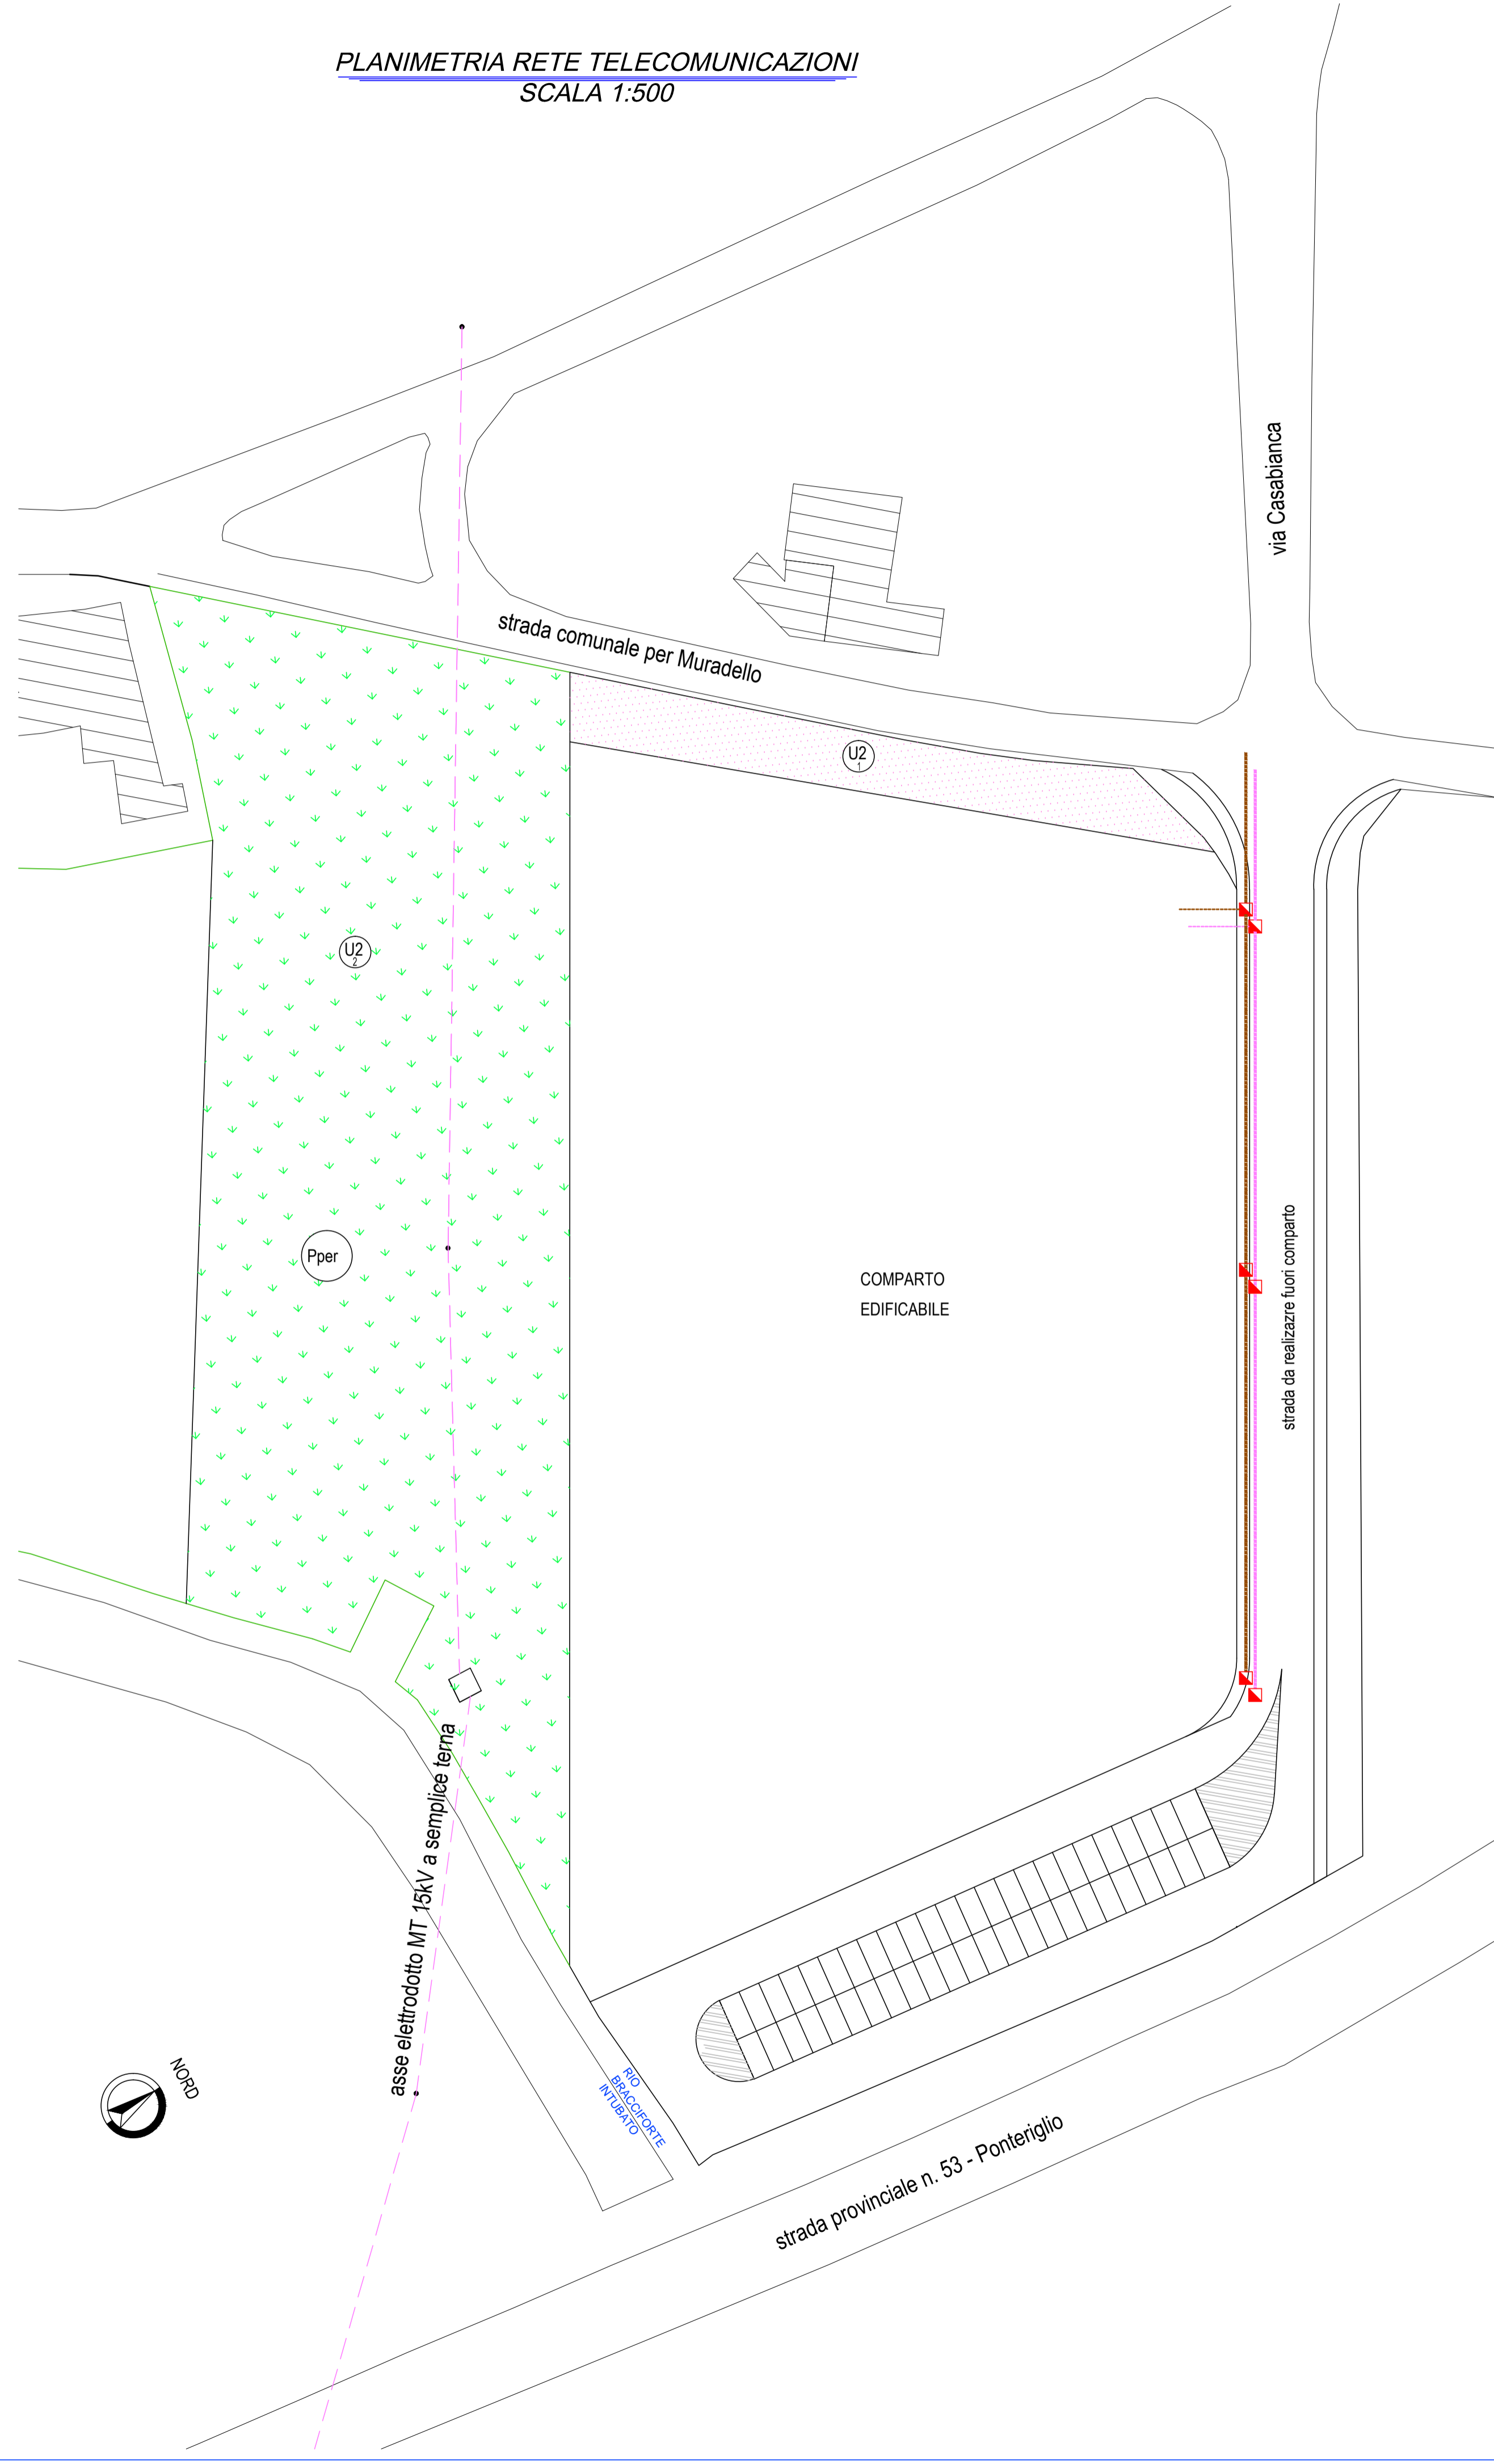 PLANIMETRIA RETE TELECOMUNICAZIONI
SCALA 1:500
via Casabianca
strada comunale per Muradello
U2
1
U2
2
Pper
COMPARTO
EDIFICABILE
strada da realizazre fuori comparto
asse elettrodotto MT 15kV a semplice terna
NORD
RIO
BRACCIFORTE
INTUBATO
strada provinciale n. 53 - Ponteriglio